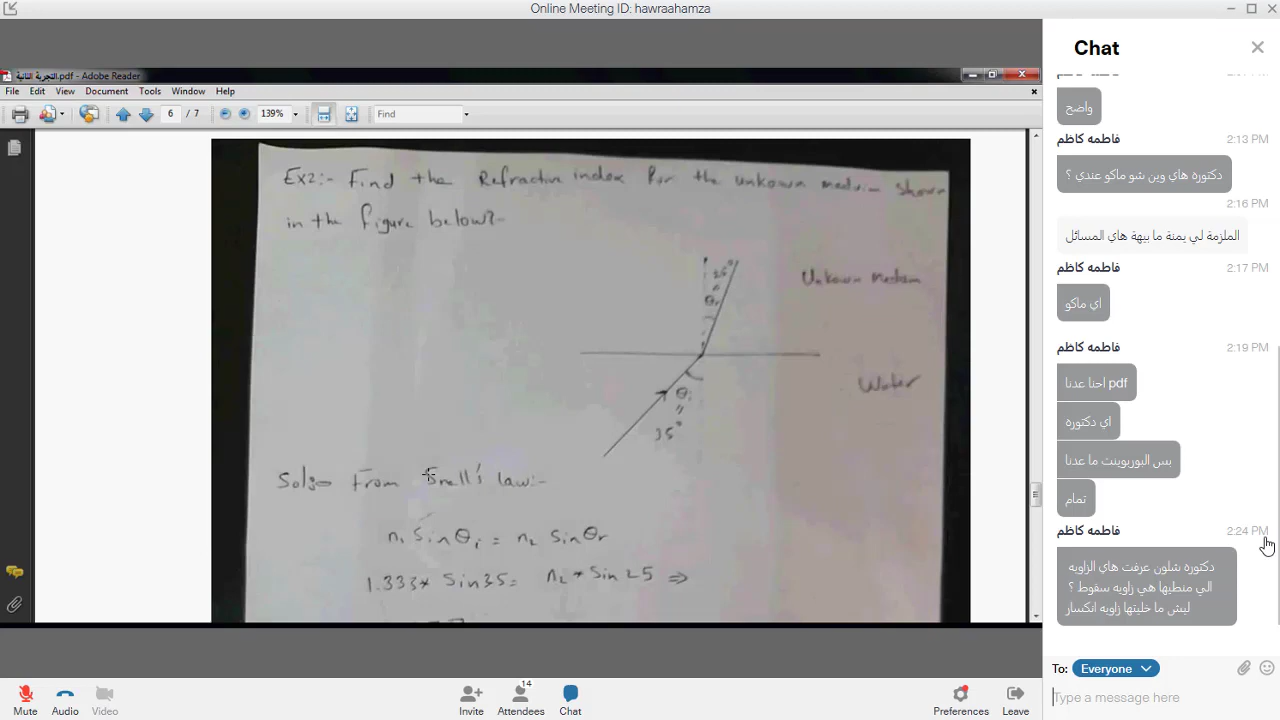 Online Meeting ID: hawraahamza
التجربة الثانية.pdf - Adobe Reader
File Edit View Document Tools Window Help
6 / 7 139% Find
Ex2:- Find the Refractive index For the unkown medium shown
in the figure below?-
25°
θr
Unkown Medium
Water
θi
35°
Sol:- From Snell's law:-
n₁ Sin θi = n₂ Sin θr
1.333* Sin 35 = n₂ * Sin 25 ⇒
Chat
واضح
فاطمه كاظم 2:13 PM
دكتوره هاي وين شو ماكو عندي ؟
2:16 PM
الملزمة لي يمنة ما بيهة هاي المسائل
فاطمه كاظم 2:17 PM
اي ماكو
فاطمه كاظم 2:19 PM
احنا عدنا pdf
اي دكتوره
بس البوربوينت ما عدنا
تمام
فاطمه كاظم 2:24 PM
دكتوره شلون عرفت هاي الزاويه
الي منطيها هي زاويه سقوط ؟
ليش ما خليتها زاويه انكسار
To: Everyone
Type a message here
Mute Audio Video Invite 14 Attendees Chat Preferences Leave